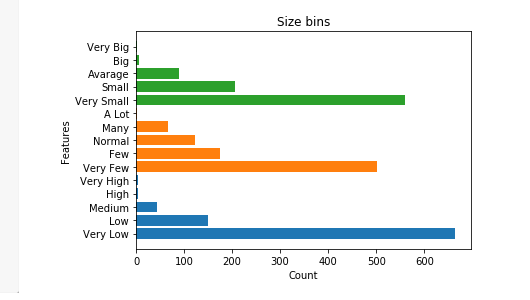 Size bins
Very Big
Big
Avarage
Small
Very Small
A Lot
Many
Normal
Few
Very Few
Very High
High
Medium
Low
Very Low
Features
0 100 200 300 400 500 600
Count